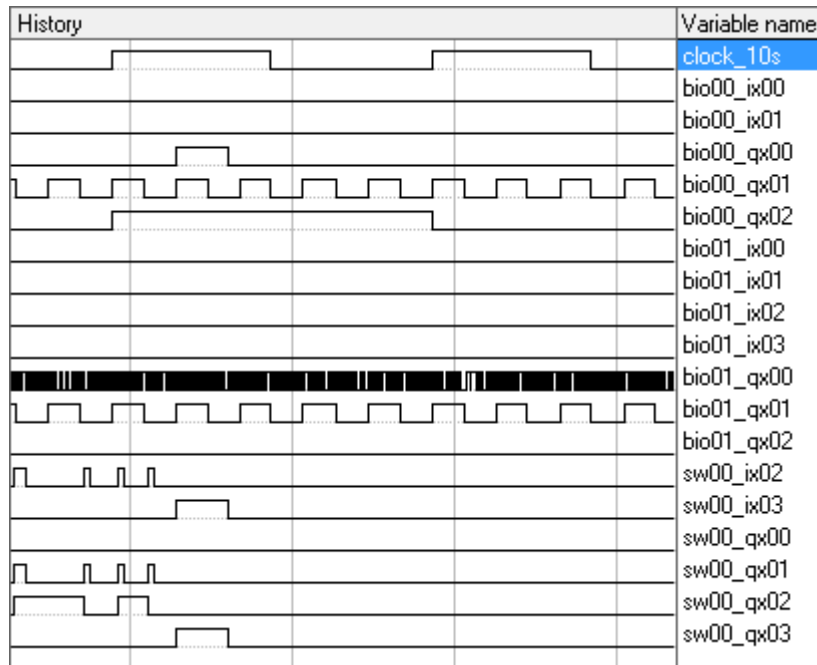 History Variable name
clock_10s
bio00_ix00
bio00_ix01
bio00_qx00
bio00_qx01
bio00_qx02
bio01_ix00
bio01_ix01
bio01_ix02
bio01_ix03
bio01_qx00
bio01_qx01
bio01_qx02
sw00_ix02
sw00_ix03
sw00_qx00
sw00_qx01
sw00_qx02
sw00_qx03